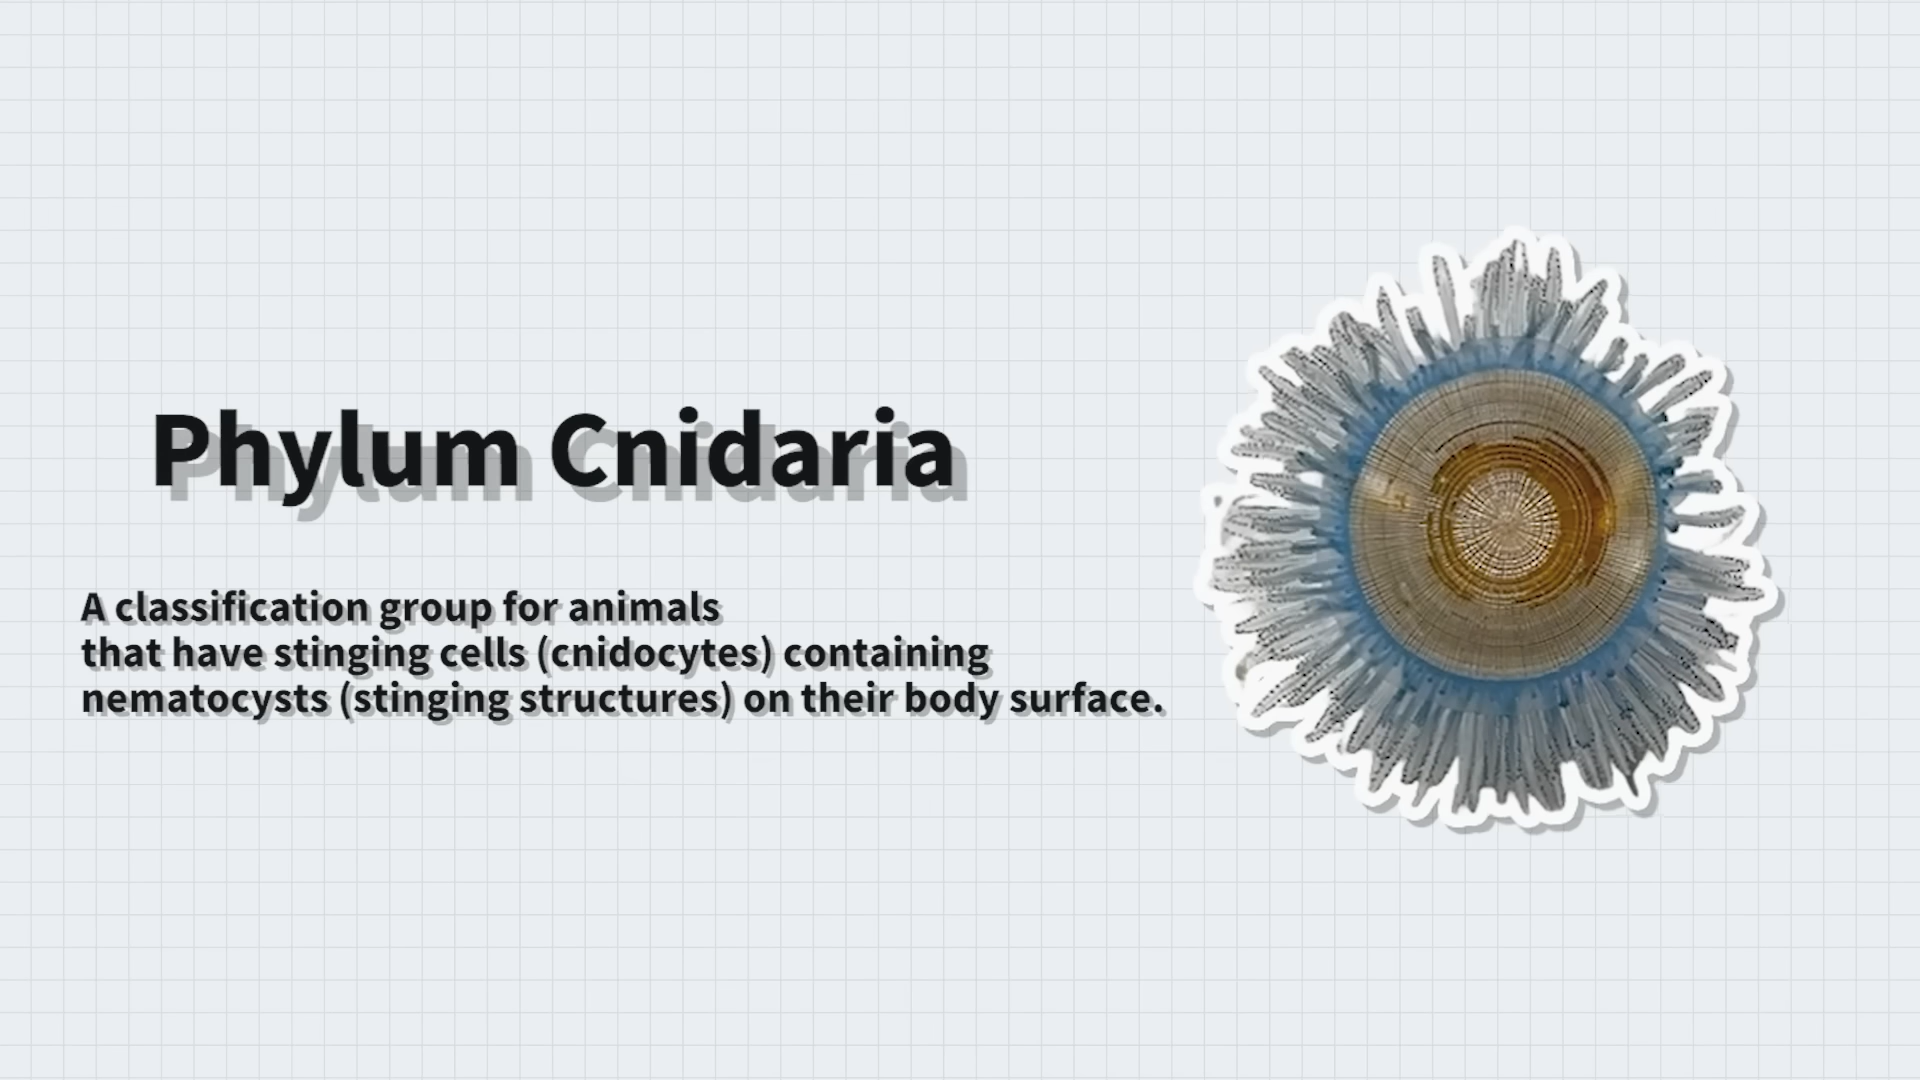 Phylum Cnidaria
A classification group for animals
that have stinging cells (cnidocytes) containing
nematocysts (stinging structures) on their body surface.